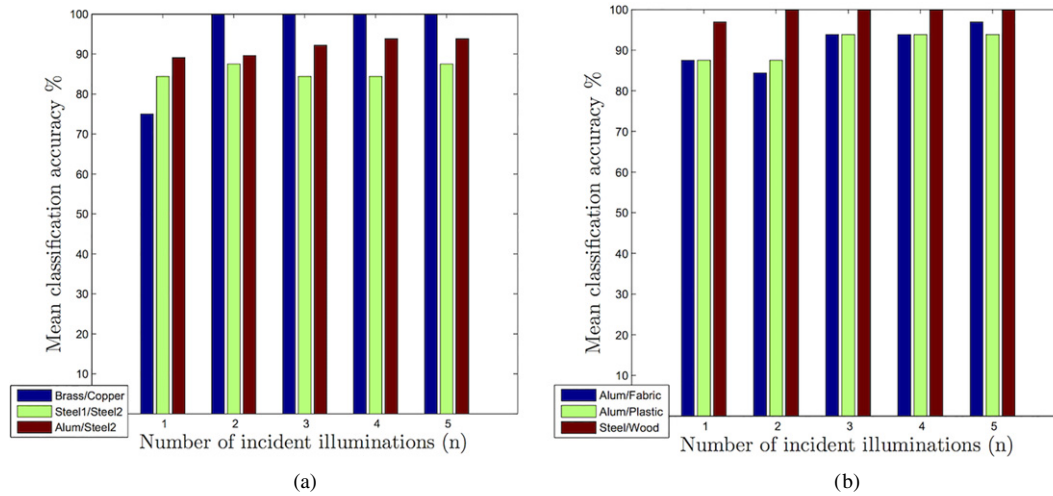 Mean classification accuracy %
100
90
80
70
60
50
40
30
20
10
Brass/Copper
Steel1/Steel2
Alum/Steel2
1
2
3
4
5
Number of incident illuminations (n)
(a)
Mean classification accuracy %
100
90
80
70
60
50
40
30
20
10
Alum/Fabric
Alum/Plastic
Steel/Wood
1
2
3
4
5
Number of incident illuminations (n)
(b)